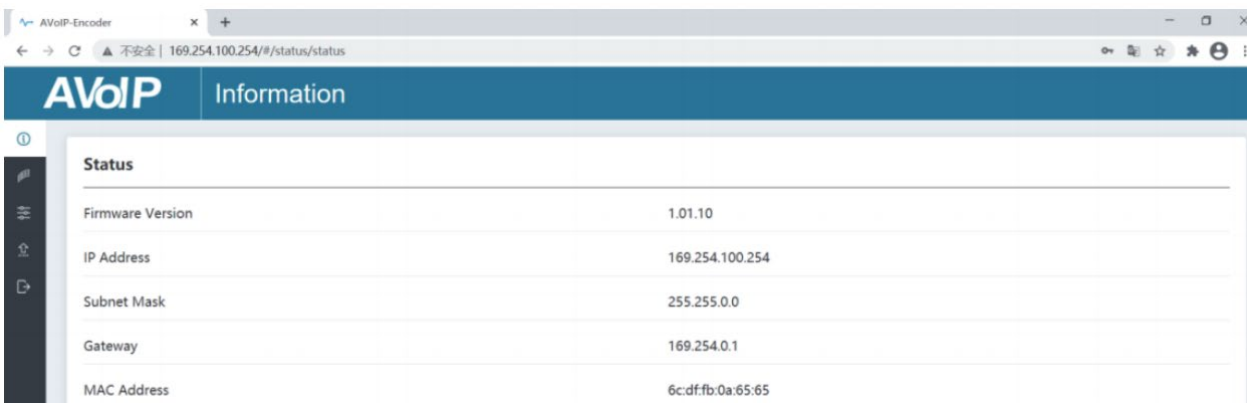 AVoIP-Encoder
不安全 | 169.254.100.254/#/status/status
AVoIP Information
Status
Firmware Version 1.01.10
IP Address 169.254.100.254
Subnet Mask 255.255.0.0
Gateway 169.254.0.1
MAC Address 6c:df:fb:0a:65:65